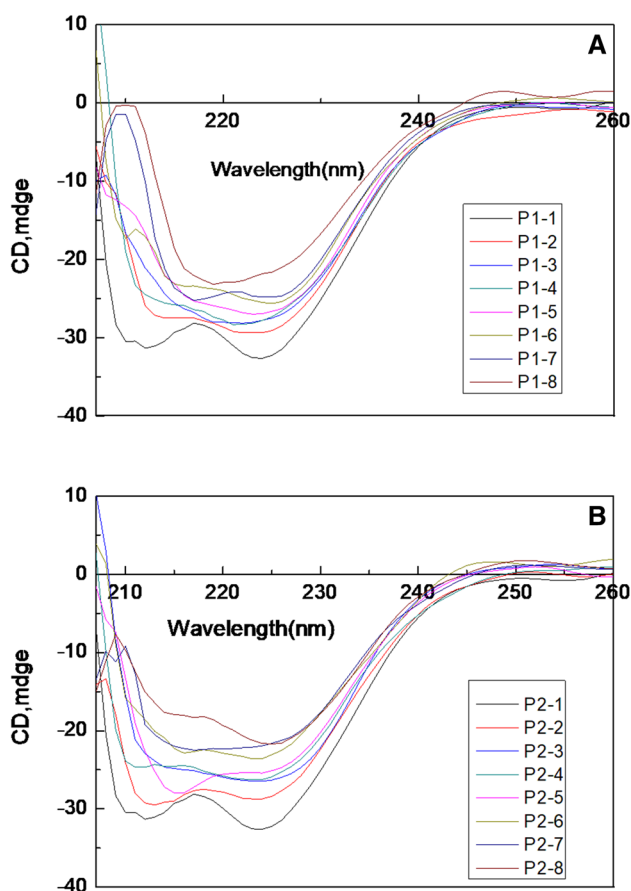 A
10
0
−10
−20
−30
−40
CD,mdge
210
220
240
260
Wavelength(nm)
P1-1
P1-2
P1-3
P1-4
P1-5
P1-6
P1-7
P1-8
B
10
0
−10
−20
−30
−40
CD,mdge
210
220
230
240
250
260
Wavelength(nm)
P2-1
P2-2
P2-3
P2-4
P2-5
P2-6
P2-7
P2-8